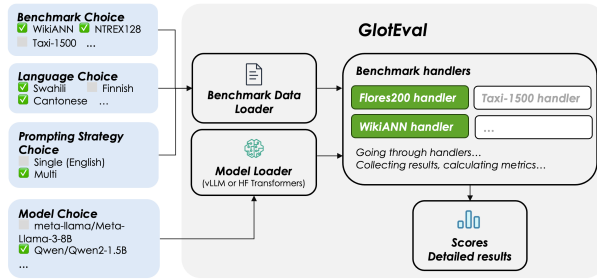 Benchmark Choice
WikiANN NTREX128
Taxi-1500 ...
Language Choice
Swahili Finnish
Cantonese ...
Prompting Strategy
Choice
Single (English)
Multi
Model Choice
meta-llama/Meta-
Llama-3-8B
Qwen/Qwen2-1.5B
...
GlotEval
Benchmark Data
Loader
Model Loader
(vLLM or HF Transformers)
Benchmark handlers
Flores200 handler Taxi-1500 handler
WikiANN handler ...
Going through handlers...
Collecting results, calculating metrics...
Scores
Detailed results